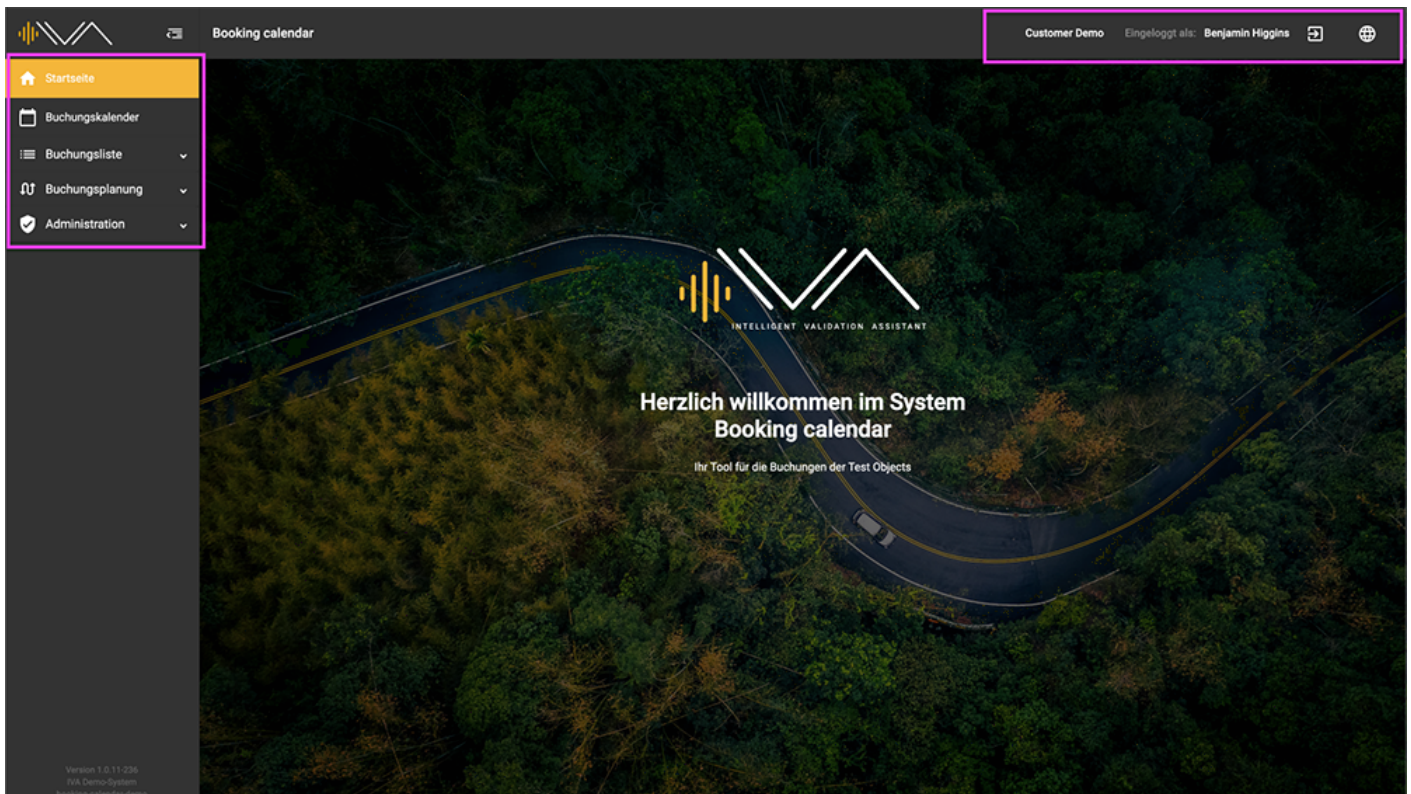 IVA
Booking calendar
Customer Demo Eingeloggt als: Benjamin Higgins
Startseite
Buchungskalender
Buchungsliste
Buchungsplanung
Administration
IVA
INTELLIGENT VALIDATION ASSISTANT
Herzlich willkommen im System
Booking calendar
Ihr Tool für die Buchungen der Test Objects
Version 1.0.11-236
IVA Demo-System